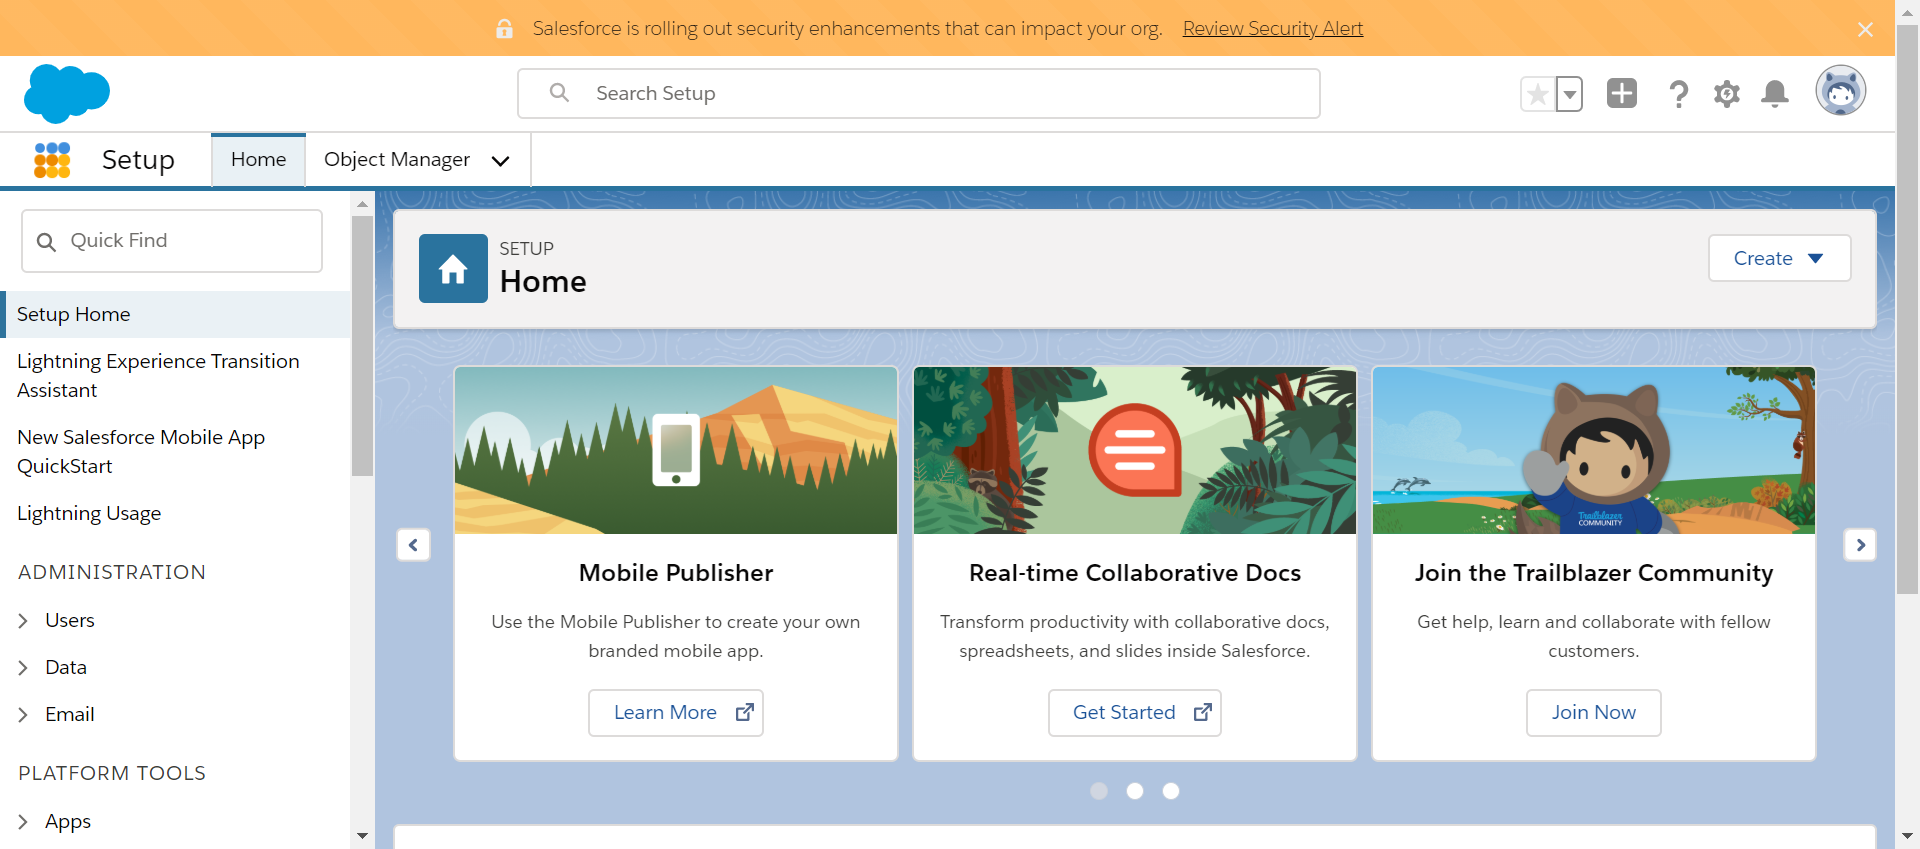 Salesforce is rolling out security enhancements that can impact your org. Review Security Alert
Search Setup
Setup
Home
Object Manager
Quick Find
Setup Home
Lightning Experience Transition
Assistant
New Salesforce Mobile App
QuickStart
Lightning Usage
ADMINISTRATION
Users
Data
Email
PLATFORM TOOLS
Apps
SETUP
Home
Create
Mobile Publisher
Use the Mobile Publisher to create your own
branded mobile app.
Learn More
Real-time Collaborative Docs
Transform productivity with collaborative docs,
spreadsheets, and slides inside Salesforce.
Get Started
Trailblazer
COMMUNITY
Join the Trailblazer Community
Get help, learn and collaborate with fellow
customers.
Join Now